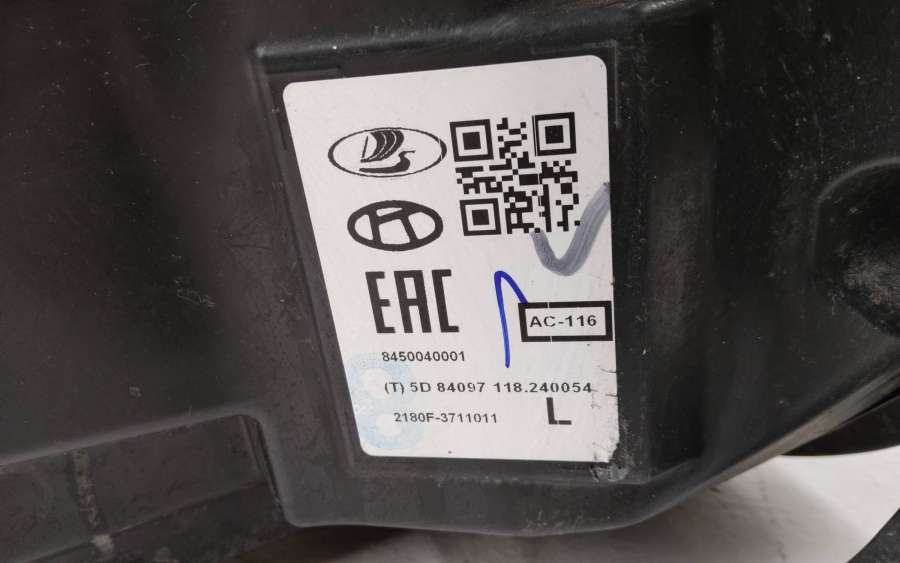 EAC
AC-116
8450040001
(T) 5D 84097 118.240054
2180F-3711011 L